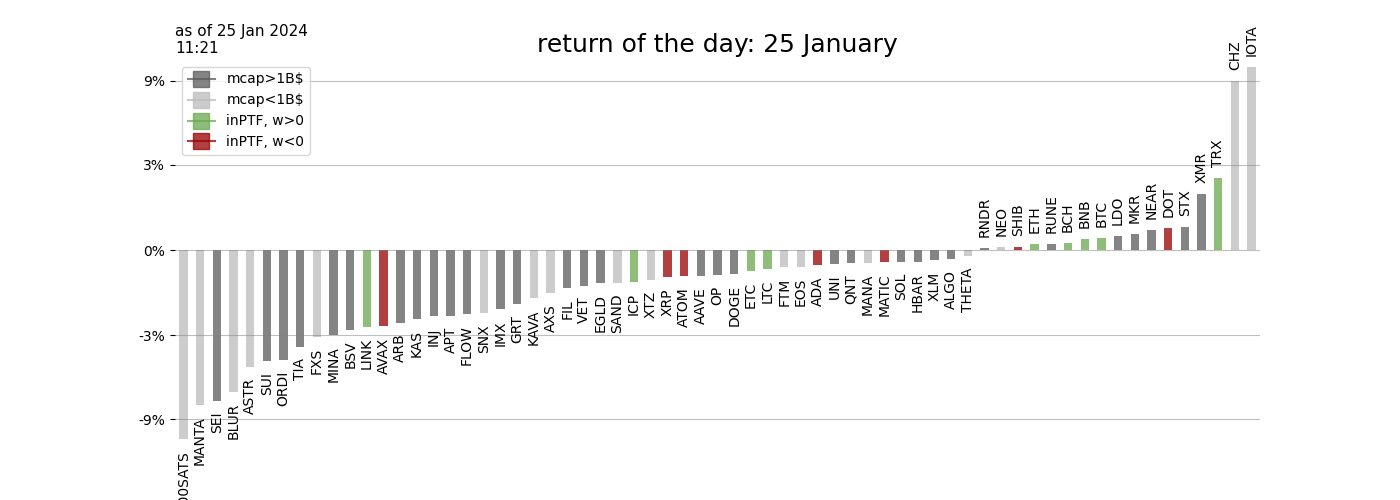 as of 25 Jan 2024
11:21
return of the day: 25 January
mcap>1B$
mcap<1B$
inPTF, w>0
inPTF, w<0
9%
3%
0%
-3%
-9%
00SATS
MANTA
SEI
BLUR
ASTR
SUI
ORDI
TIA
FXS
MINA
BSV
LINK
AVAX
ARB
KAS
INJ
APT
FLOW
SNX
IMX
GRT
KAVA
AXS
FIL
VET
EGLD
SAND
ICP
XTZ
XRP
ATOM
AAVE
OP
DOGE
ETC
LTC
FTM
EOS
ADA
UNI
QNT
MANA
MATIC
SOL
HBAR
XLM
ALGO
THETA
RNDR
NEO
SHIB
ETH
RUNE
BCH
BNB
BTC
LDO
MKR
NEAR
DOT
STX
XMR
TRX
CHZ
IOTA